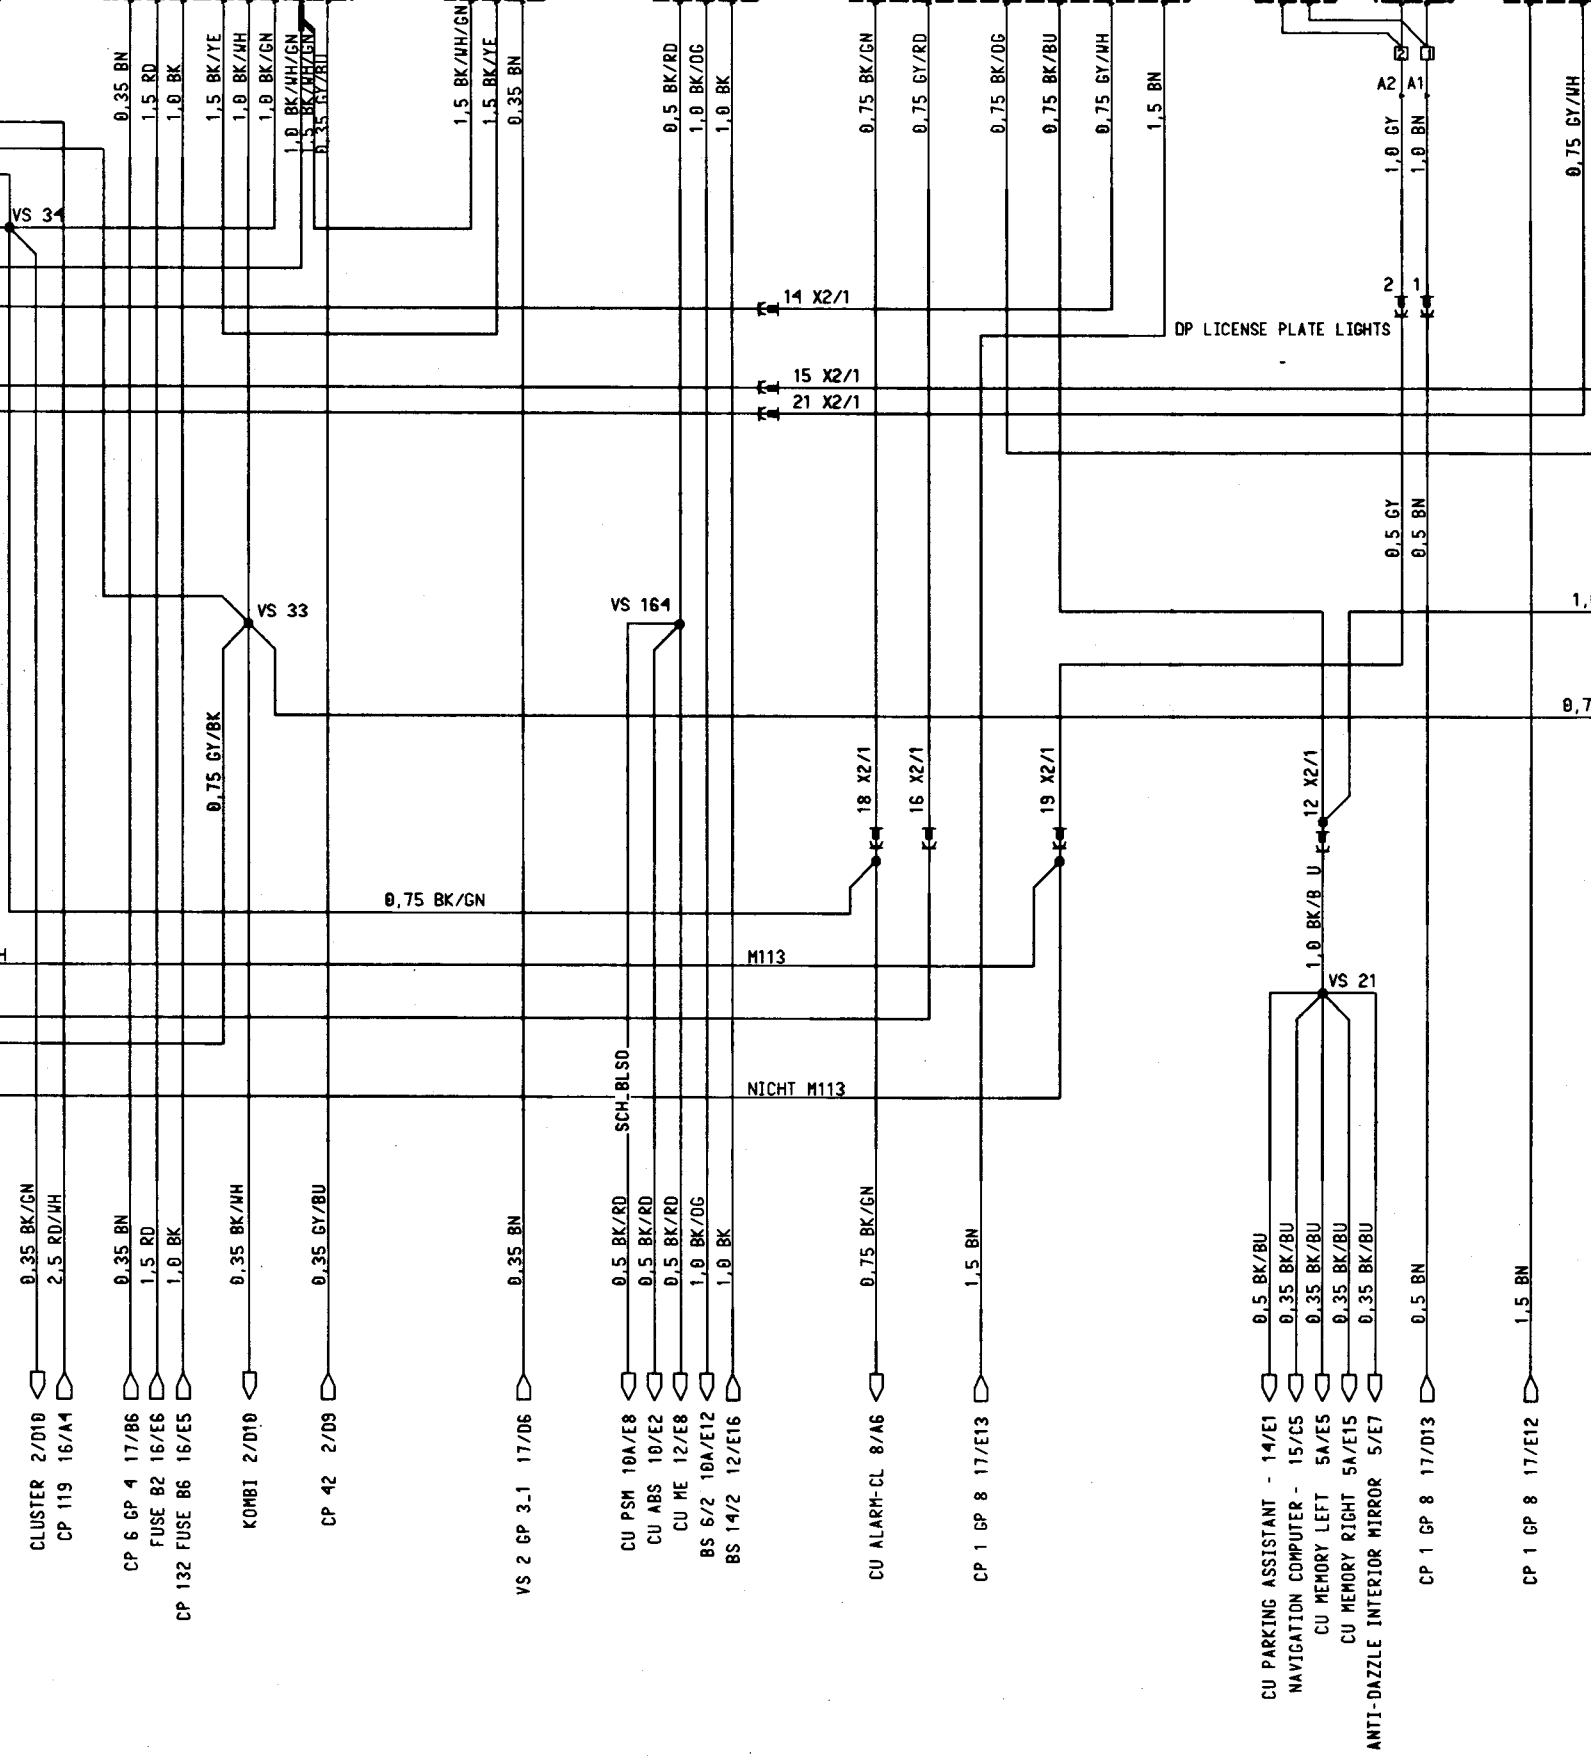 0,35 BN
1,5 RD
1,0 BK
1,5 BK/YE
1,0 BK/WH
1,0 BK/GN
1,0 BK/WH/GN
1,5 BK/WH/GN
0,35 GY/BU
1,5 BK/WH/GN
1,5 BK/YE
0,35 BN
0,5 BK/RD
1,0 BK/OG
1,0 BK
0,75 BK/GN
0,75 GY/RD
0,75 BK/OG
0,75 BK/BU
0,75 GY/WH
1,5 BN
2
1
A2
A1
1,0 GY
1,0 BN
0,75 GY/WH
VS 34
14 X2/1
2
1
DP LICENSE PLATE LIGHTS
-
15 X2/1
21 X2/1
0,5 GY
0,5 BN
VS 33
VS 164
1,
0,7
0,75 GY/BK
18 X2/1
16 X2/1
19 X2/1
12 X2/1
0,75 BK/GN
1,0 BK/B U
H
M113
VS 21
SCH_BLSD
NICHT M113
0,35 BK/GN
2,5 RD/WH
0,35 BN
1,5 RD
1,0 BK
0,35 BK/WH
0,35 GY/BU
0,35 BN
0,5 BK/RD
0,5 BK/RD
0,5 BK/RD
1,0 BK/OG
1,0 BK
0,75 BK/GN
1,5 BN
0,5 BK/BU
0,35 BK/BU
0,35 BK/BU
0,35 BK/BU
0,35 BK/BU
0,5 BN
1,5 BN
CLUSTER 2/D10
CP 119 16/A4
CP 6 GP 4 17/B6
FUSE B2 16/E6
CP 132 FUSE B6 16/E5
KOMBI 2/D10
CP 42 2/D9
VS 2 GP 3_1 17/D6
CU PSM 10A/E8
CU ABS 10/E2
CU ME 12/E8
BS 6/2 10A/E12
BS 14/2 12/E16
CU ALARM-CL 8/A6
CP 1 GP 8 17/E13
CU PARKING ASSISTANT - 14/E1
NAVIGATION COMPUTER - 15/C5
CU MEMORY LEFT 5A/E5
CU MEMORY RIGHT 5A/E15
ANTI-DAZZLE INTERIOR MIRROR 5/E7
CP 1 GP 8 17/D13
CP 1 GP 8 17/E12